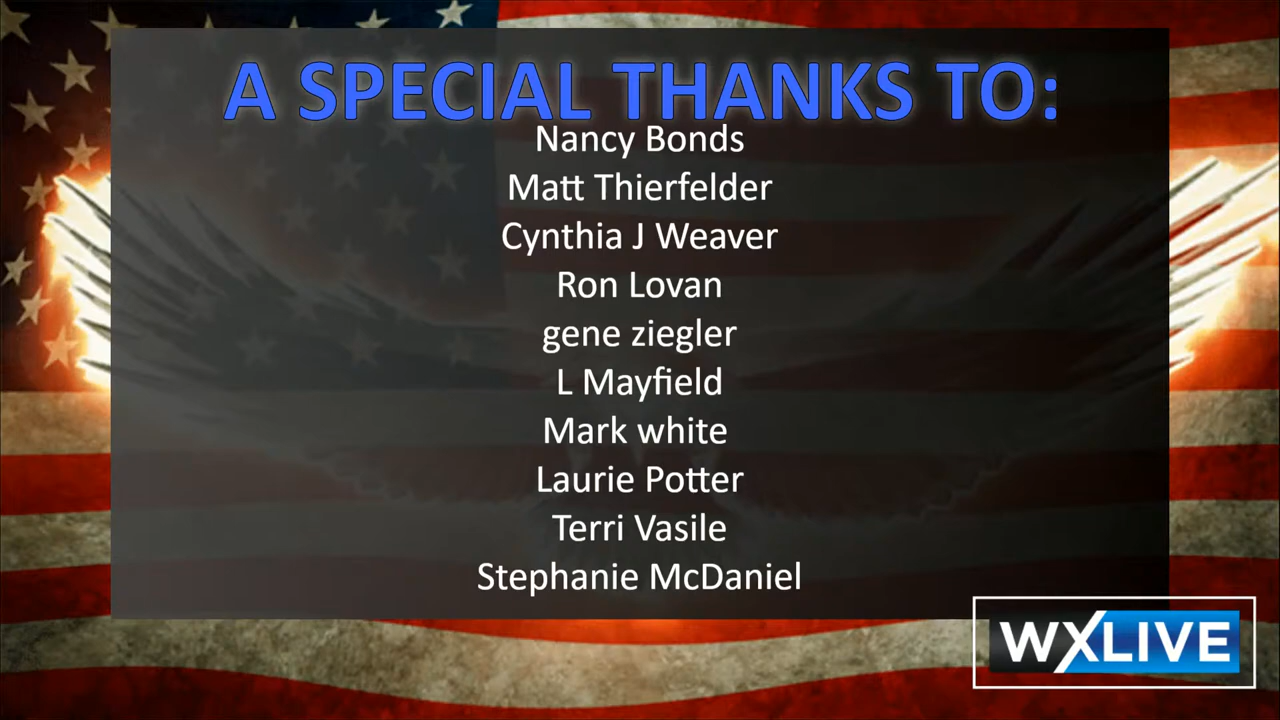 A SPECIAL THANKS TO:
Nancy Bonds
Matt Thierfelder
Cynthia J Weaver
Ron Lovan
gene ziegler
L Mayfield
Mark white
Laurie Potter
Terri Vasile
Stephanie McDaniel
WXLIVE